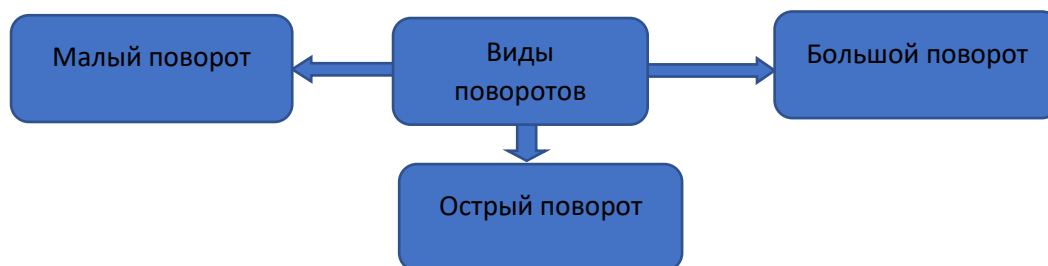 Малый поворот
Виды
поворотов
Большой поворот
Острый поворот